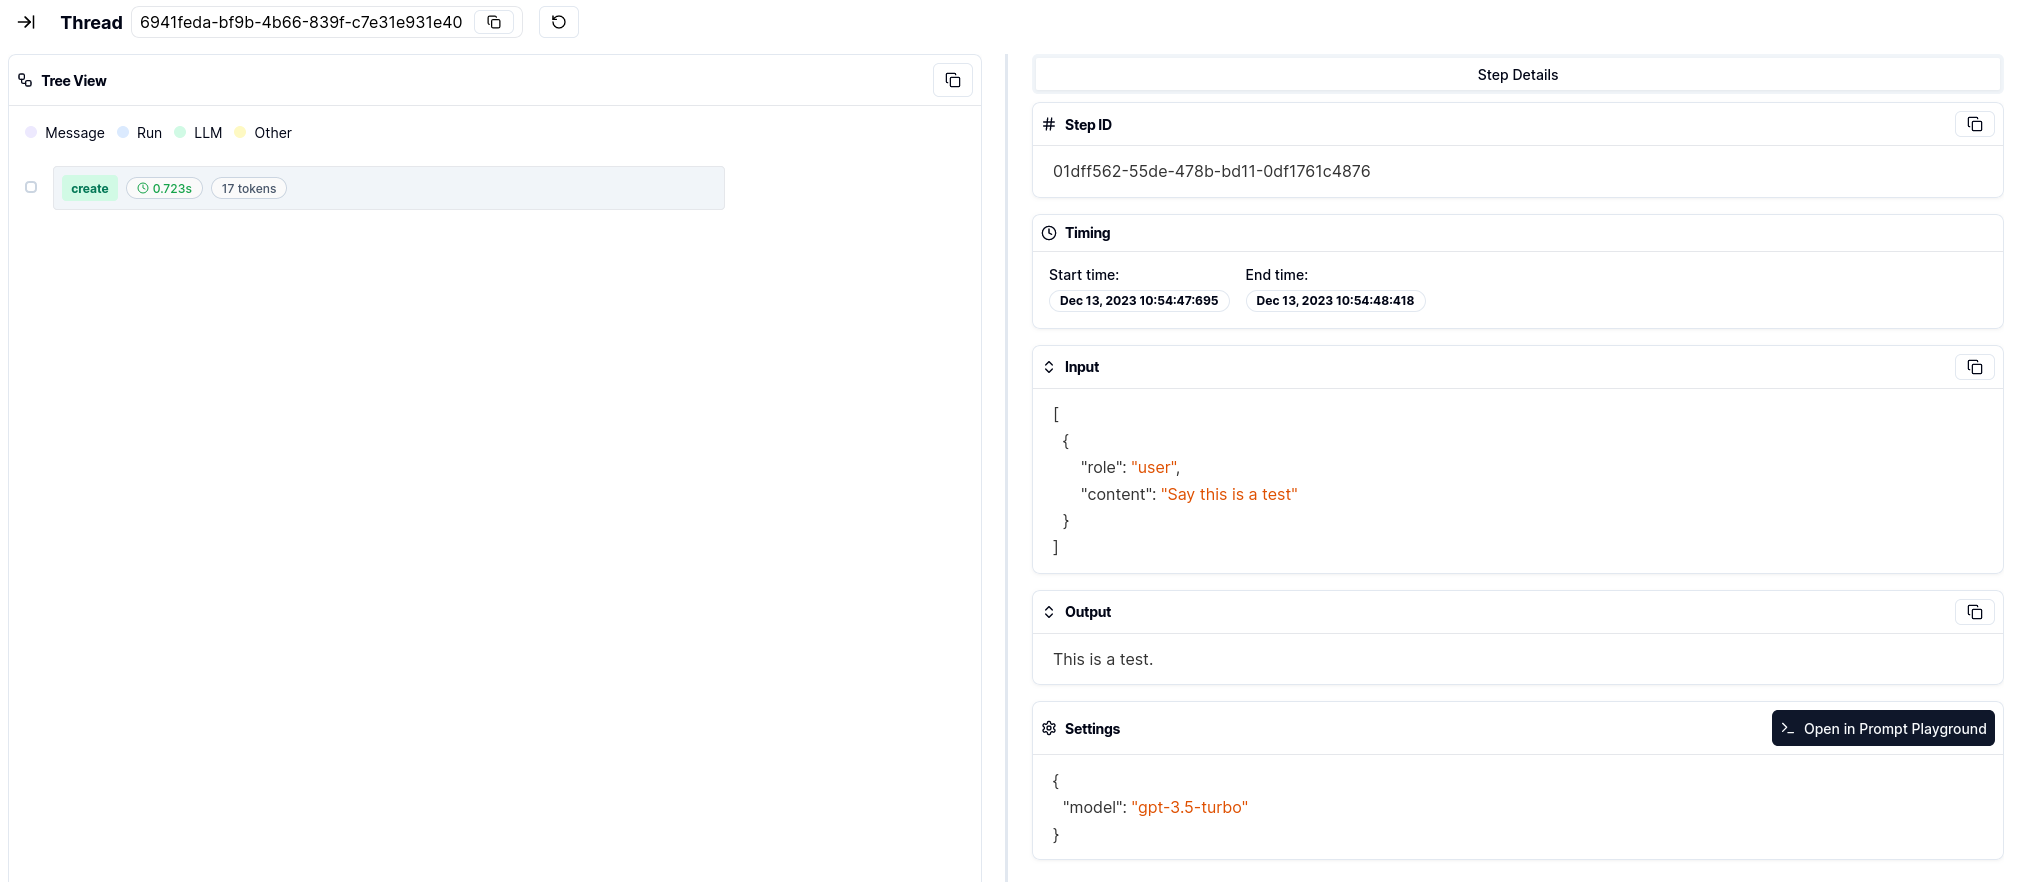 Thread 6941feda-bf9b-4b66-839f-c7e31e931e40
Tree View
Message Run LLM Other
create 0.723s 17 tokens
Step Details
Step ID
01dff562-55de-478b-bd11-0df1761c4876
Timing
Start time: End time:
Dec 13, 2023 10:54:47:695 Dec 13, 2023 10:54:48:418
Input
[
{
"role": "user",
"content": "Say this is a test"
}
]
Output
This is a test.
Settings
>_ Open in Prompt Playground
{
"model": "gpt-3.5-turbo"
}